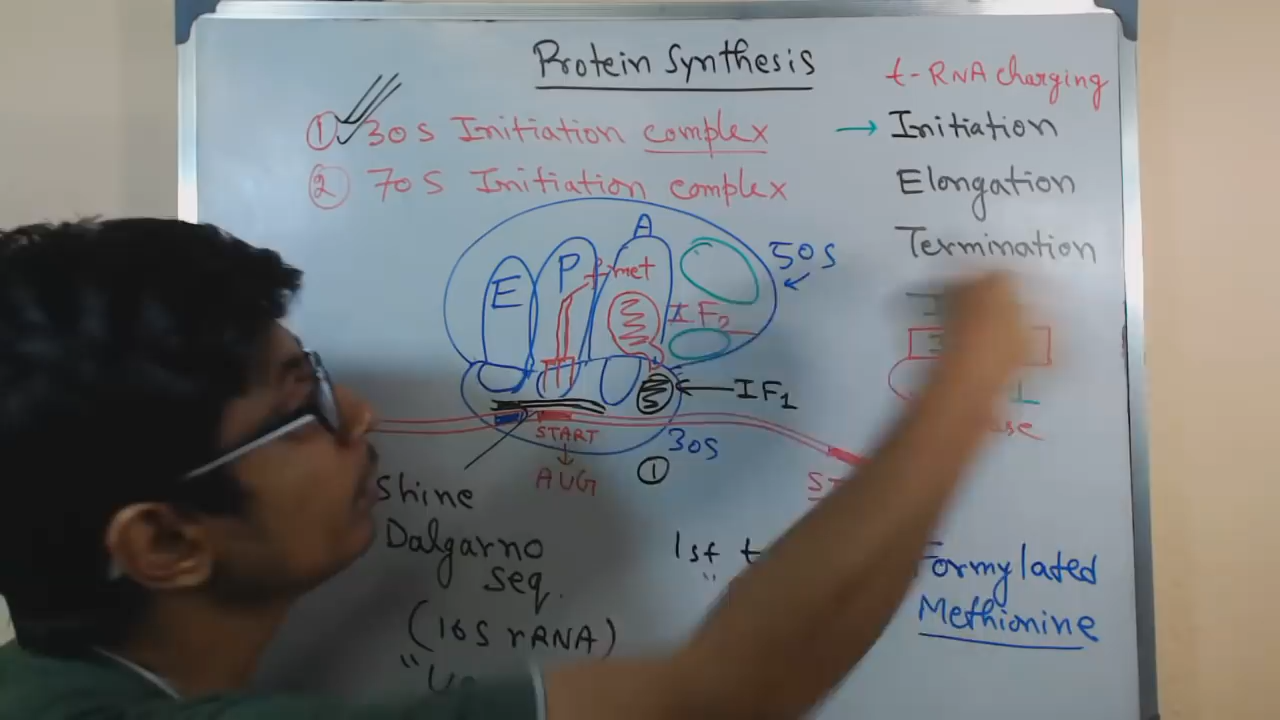 Protein Synthesis
① 30S Initiation complex
② 70S Initiation complex
t-RNA charging
→ Initiation
Elongation
Termination
E P A
f-met
50S
IF₂
IF₁
START
AUG
30S
①
Shine
Dalgarno
Seq.
(16S rRNA)
1st t
Formylated
Methionine